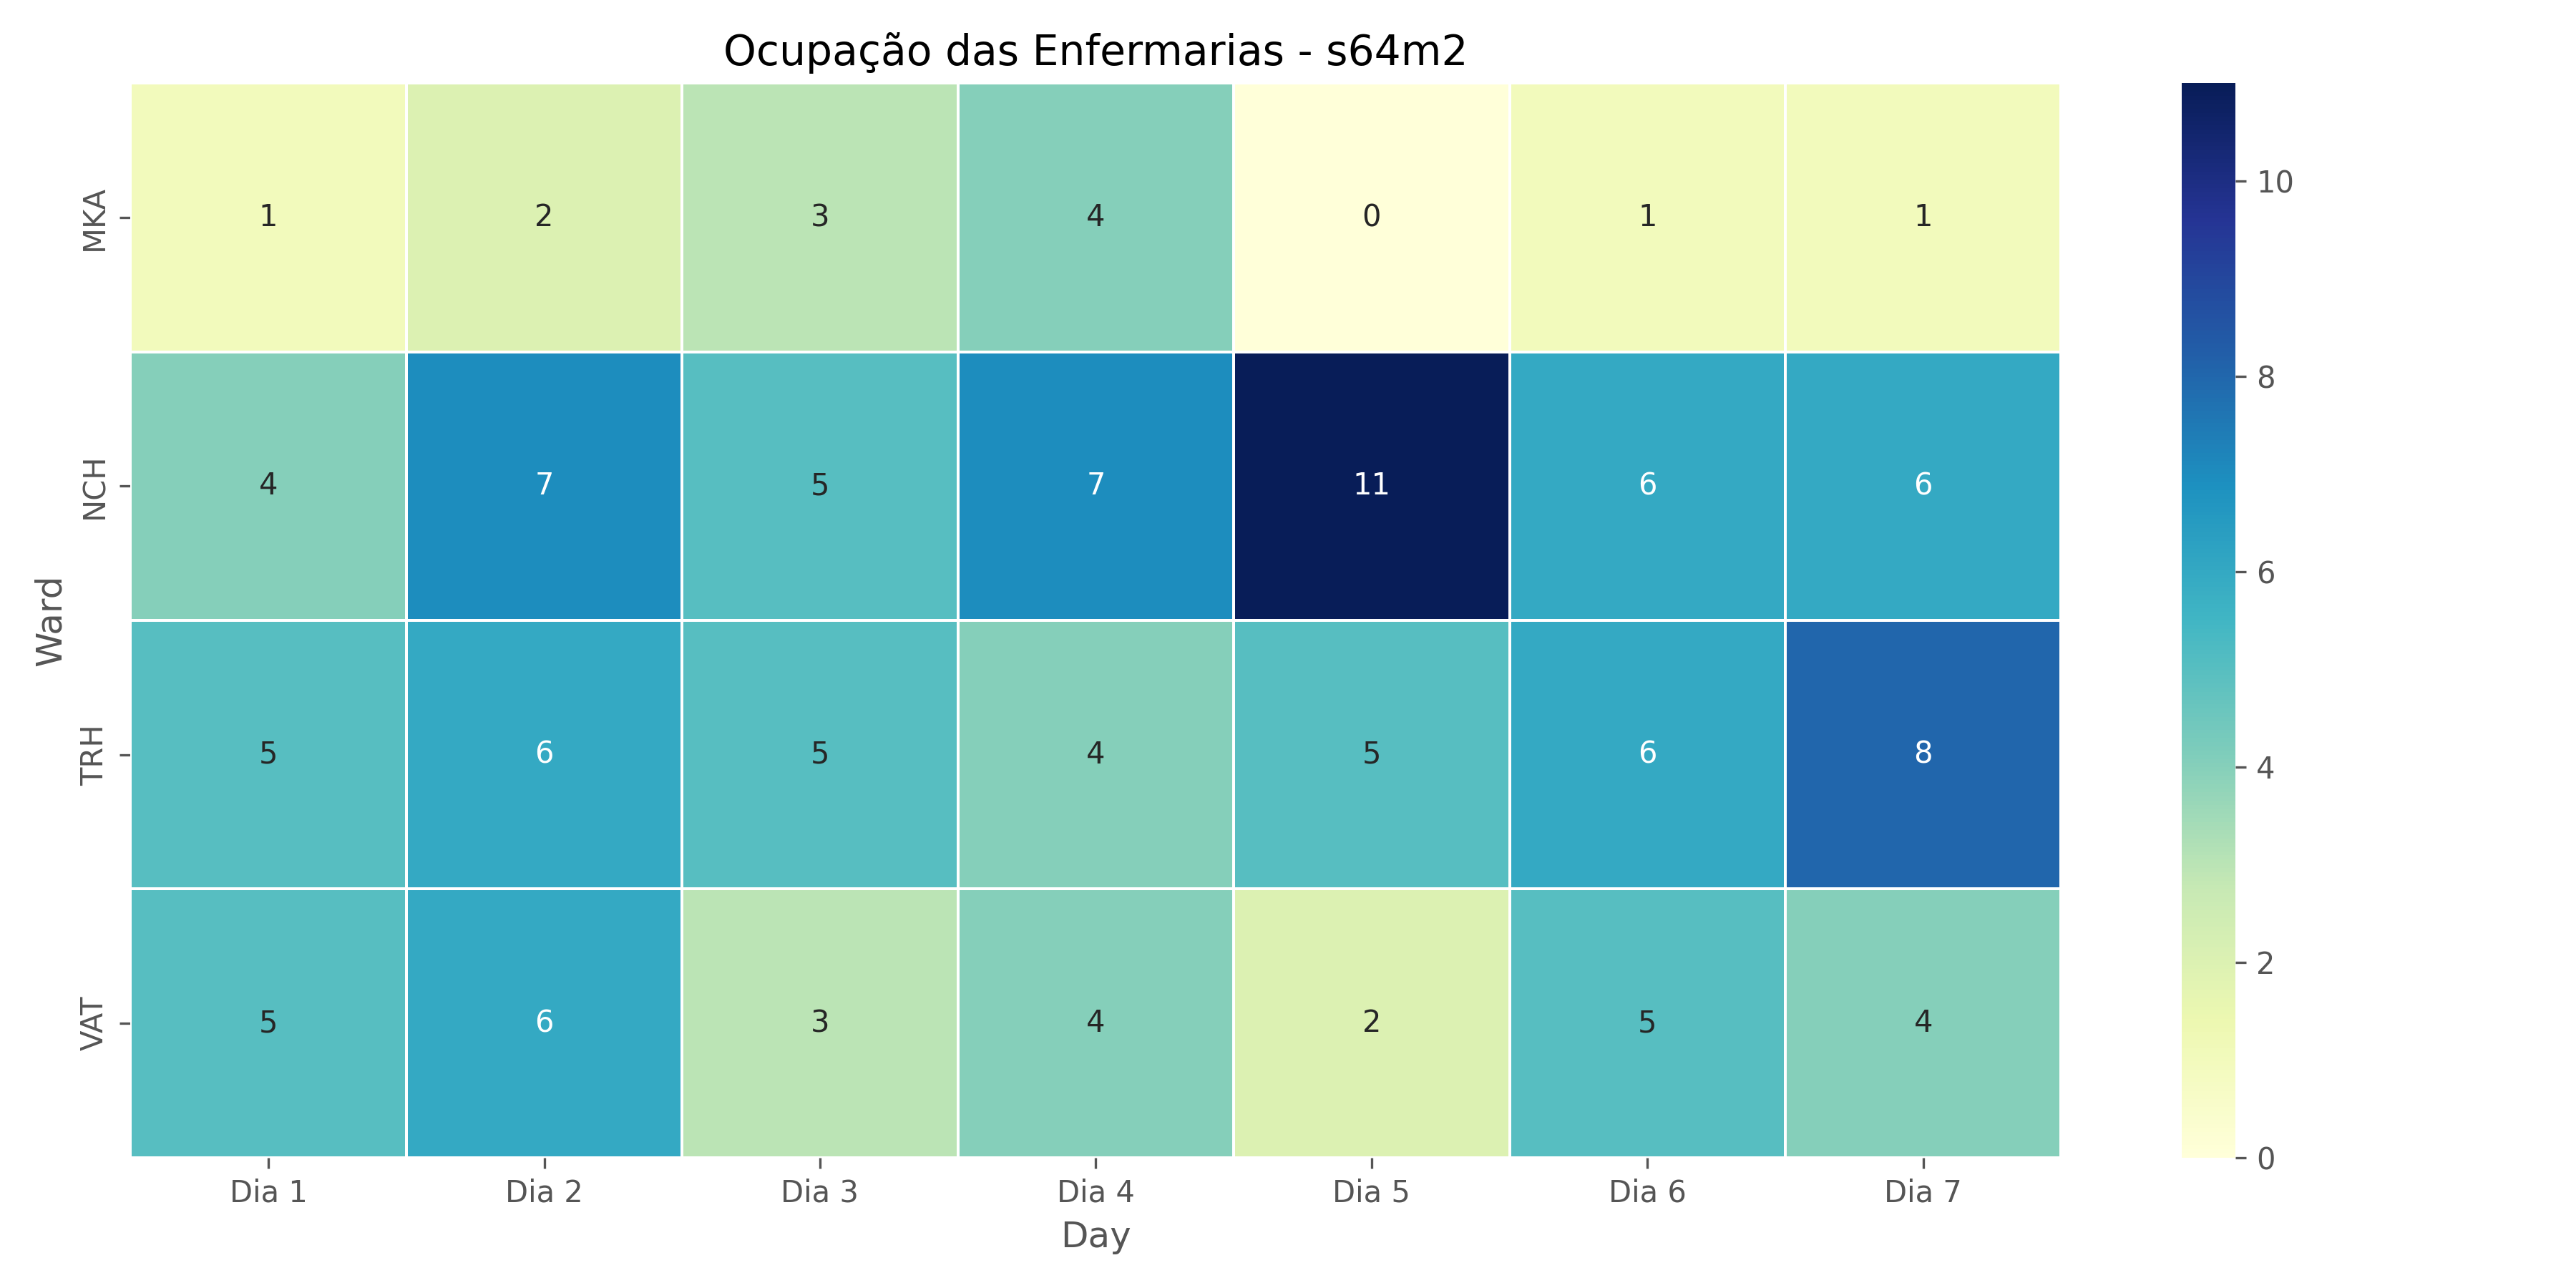 Ocupação das Enfermarias - s64m2
Ward
MKA
1 2 3 4 0 1 1
NCH
4 7 5 7 11 6 6
TRH
5 6 5 4 5 6 8
VAT
5 6 3 4 2 5 4
Dia 1 Dia 2 Dia 3 Dia 4 Dia 5 Dia 6 Dia 7
Day
10
8
6
4
2
0